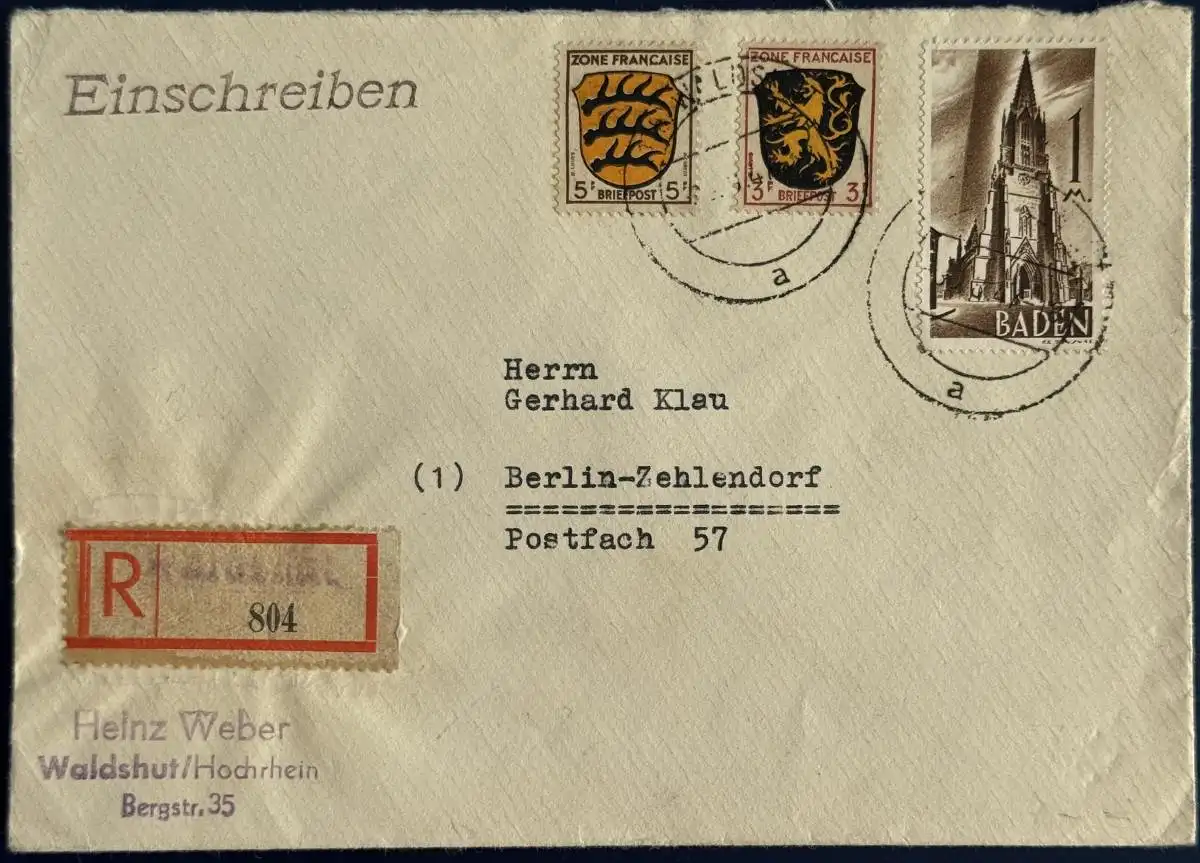 Einschreiben
ZONE FRANCAISE
5F BRIEFPOST 5F
ZONE FRANCAISE
3F BRIEFPOST 3F
1
M.
BADEN
a
a
Herrn
Gerhard Klau
(1) Berlin-Zehlendorf
==================
Postfach 57
R
804
Heinz Weber
Waldshut/Hochrhein
Bergstr. 35